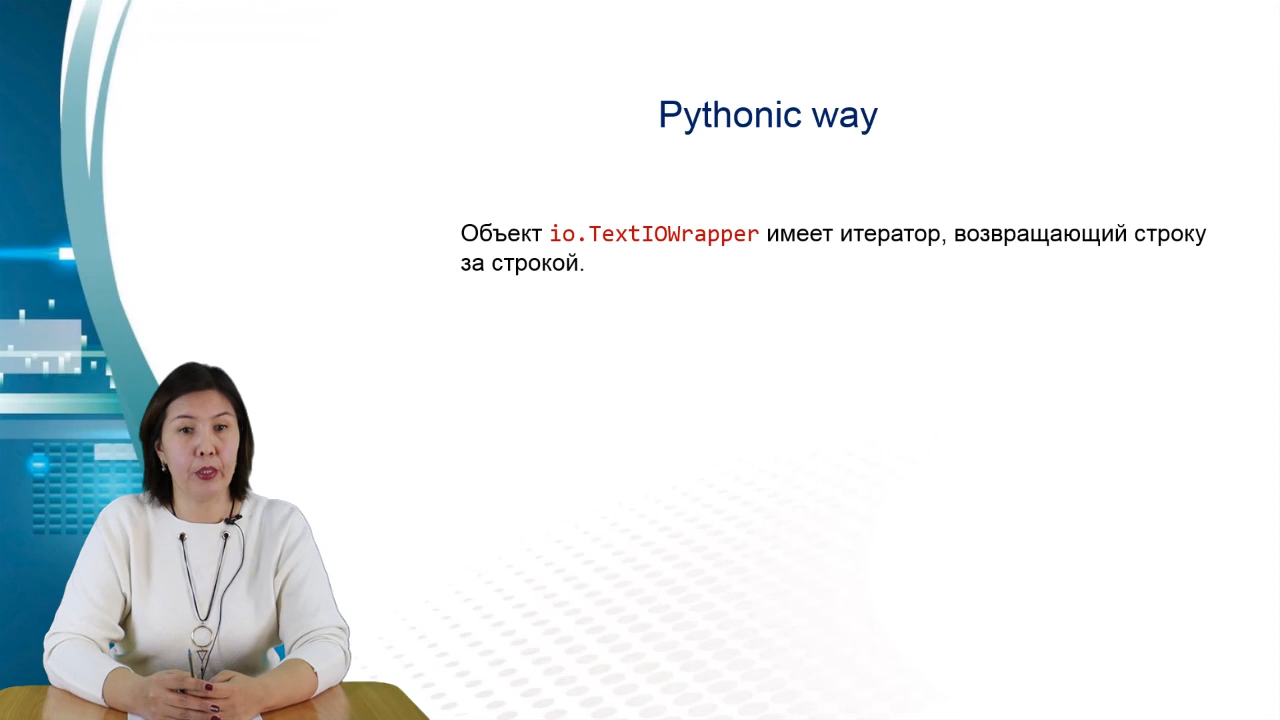 Pythonic way
Объект io.TextIOWrapper имеет итератор, возвращающий строку
за строкой.